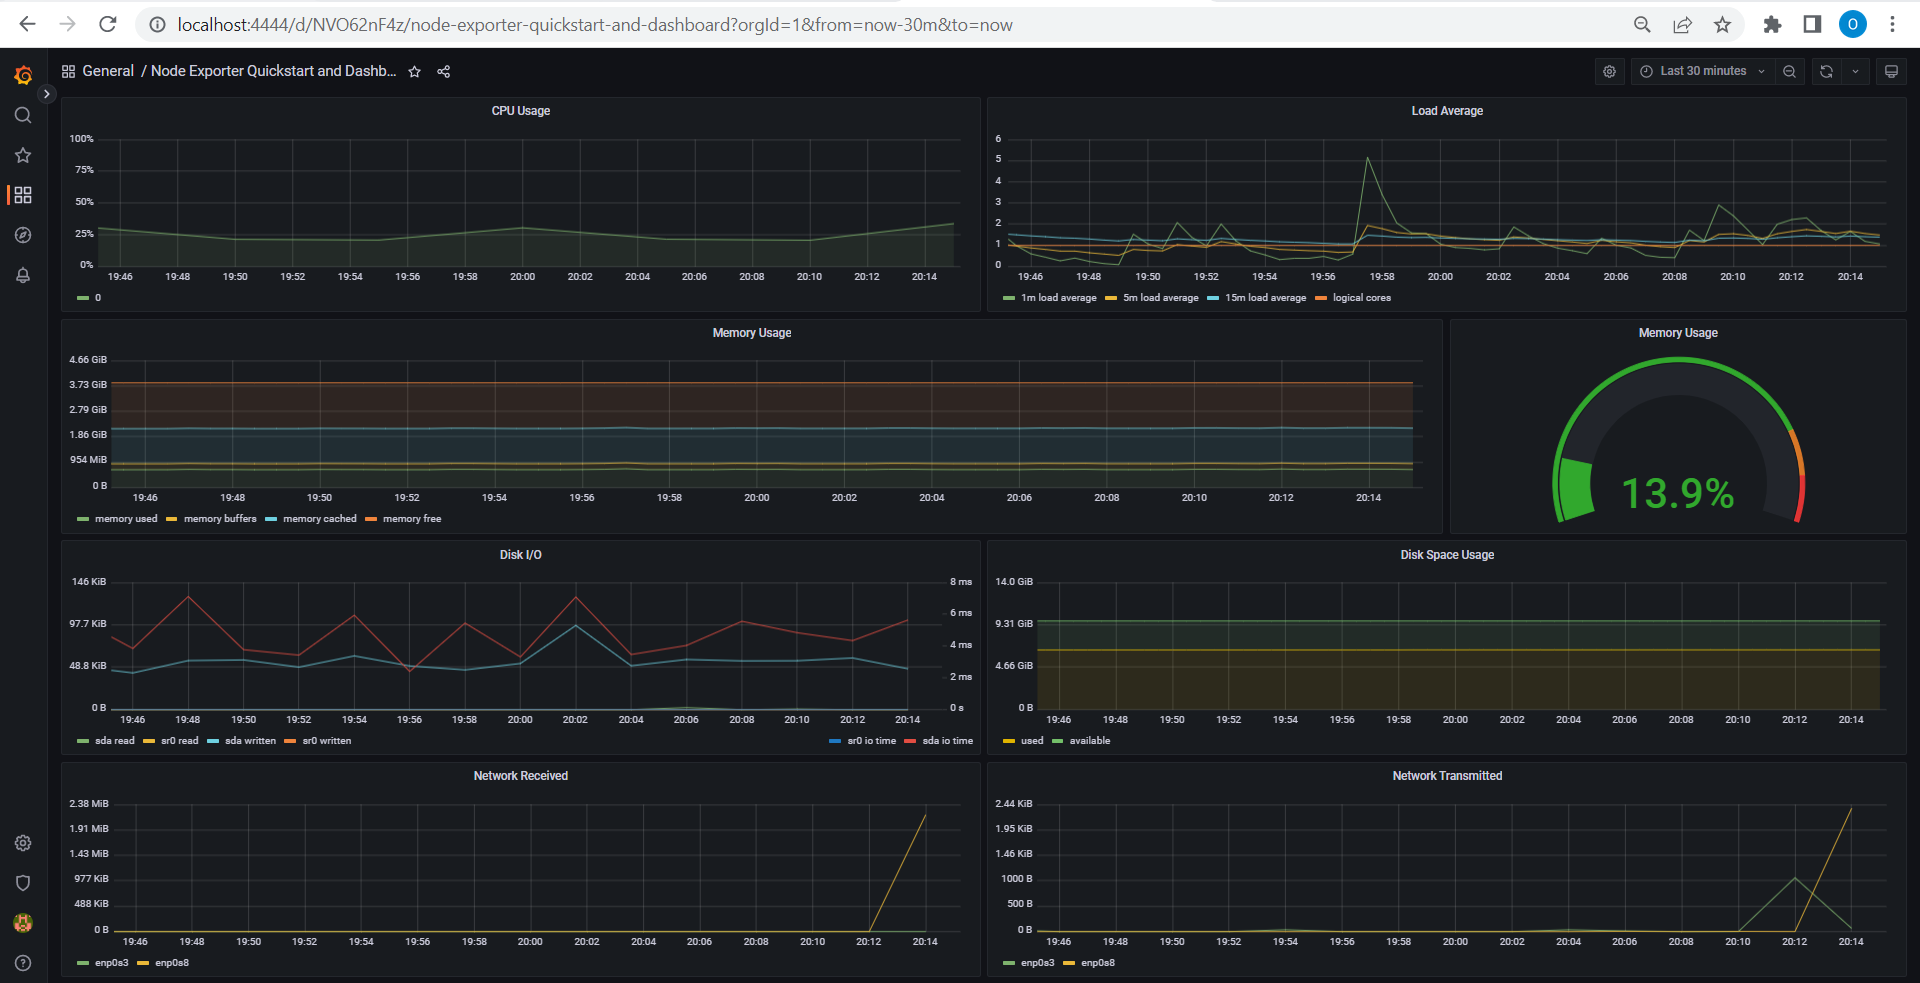 localhost:4444/d/NVO62nF4z/node-exporter-quickstart-and-dashboard?orgId=1&from=now-30m&to=now
O
General / Node Exporter Quickstart and Dashb...
Last 30 minutes
CPU Usage
100%
75%
50%
25%
0%
19:46 19:48 19:50 19:52 19:54 19:56 19:58 20:00 20:02 20:04 20:06 20:08 20:10 20:12 20:14
0
Load Average
6
5
4
3
2
1
0
19:46 19:48 19:50 19:52 19:54 19:56 19:58 20:00 20:02 20:04 20:06 20:08 20:10 20:12 20:14
1m load average 5m load average 15m load average logical cores
Memory Usage
4.66 GiB
3.73 GiB
2.79 GiB
1.86 GiB
954 MiB
0 B
19:46 19:48 19:50 19:52 19:54 19:56 19:58 20:00 20:02 20:04 20:06 20:08 20:10 20:12 20:14
memory used memory buffers memory cached memory free
Memory Usage
13.9%
Disk I/O
146 KiB
97.7 KiB
48.8 KiB
0 B
8 ms
6 ms
4 ms
2 ms
0 s
19:46 19:48 19:50 19:52 19:54 19:56 19:58 20:00 20:02 20:04 20:06 20:08 20:10 20:12 20:14
sda read sr0 read sda written sr0 written sr0 io time sda io time
Disk Space Usage
14.0 GiB
9.31 GiB
4.66 GiB
0 B
19:46 19:48 19:50 19:52 19:54 19:56 19:58 20:00 20:02 20:04 20:06 20:08 20:10 20:12 20:14
used available
Network Received
2.38 MiB
1.91 MiB
1.43 MiB
977 KiB
488 KiB
0 B
19:46 19:48 19:50 19:52 19:54 19:56 19:58 20:00 20:02 20:04 20:06 20:08 20:10 20:12 20:14
enp0s3 enp0s8
Network Transmitted
2.44 KiB
1.95 KiB
1.46 KiB
1000 B
500 B
0 B
19:46 19:48 19:50 19:52 19:54 19:56 19:58 20:00 20:02 20:04 20:06 20:08 20:10 20:12 20:14
enp0s3 enp0s8